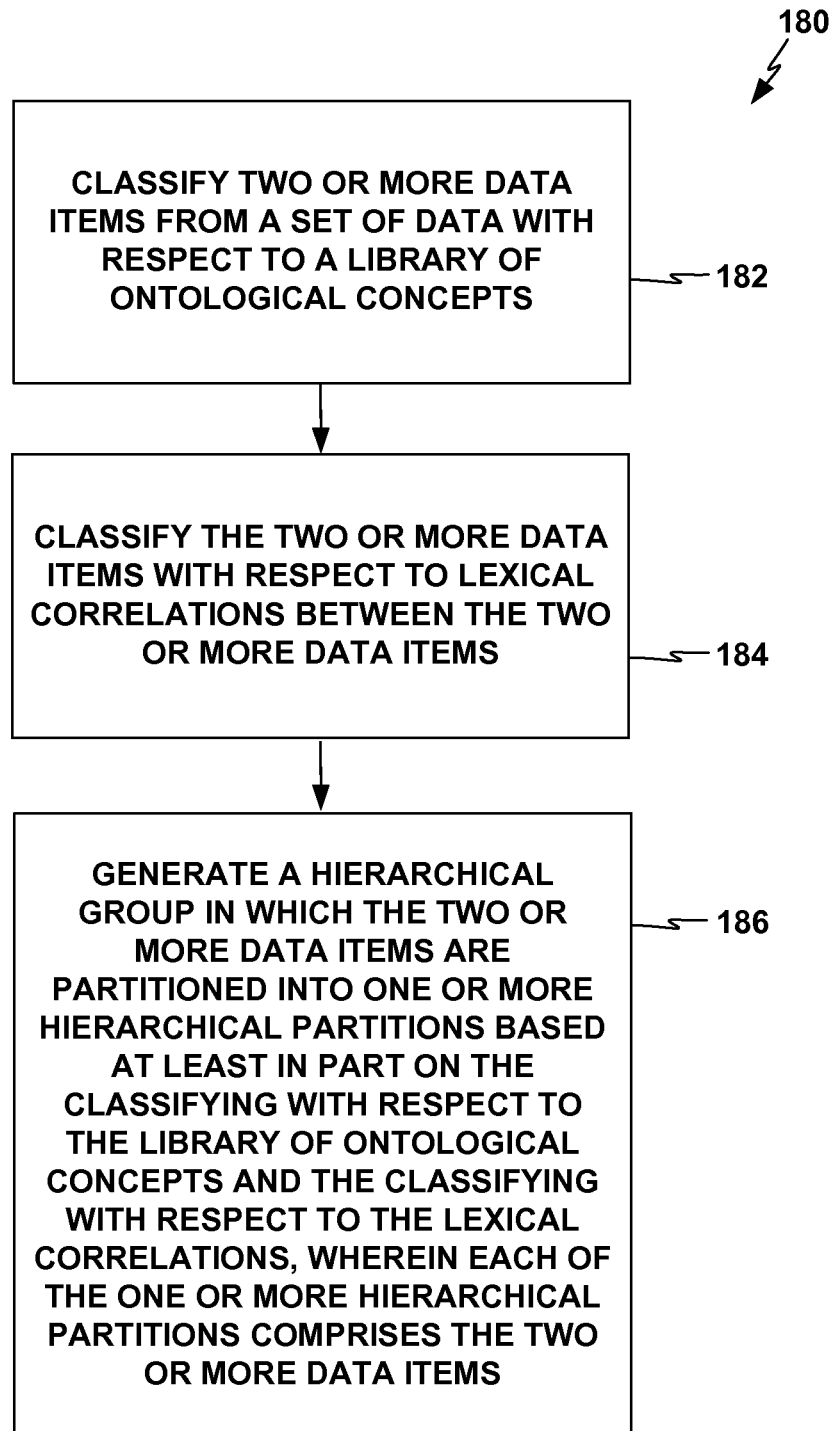 180
CLASSIFY TWO OR MORE DATA
ITEMS FROM A SET OF DATA WITH
RESPECT TO A LIBRARY OF
ONTOLOGICAL CONCEPTS
182
CLASSIFY THE TWO OR MORE DATA
ITEMS WITH RESPECT TO LEXICAL
CORRELATIONS BETWEEN THE TWO
OR MORE DATA ITEMS
184
GENERATE A HIERARCHICAL
GROUP IN WHICH THE TWO OR
MORE DATA ITEMS ARE
PARTITIONED INTO ONE OR MORE
HIERARCHICAL PARTITIONS BASED
AT LEAST IN PART ON THE
CLASSIFYING WITH RESPECT TO
THE LIBRARY OF ONTOLOGICAL
CONCEPTS AND THE CLASSIFYING
WITH RESPECT TO THE LEXICAL
CORRELATIONS, WHEREIN EACH OF
THE ONE OR MORE HIERARCHICAL
PARTITIONS COMPRISES THE TWO
OR MORE DATA ITEMS
186